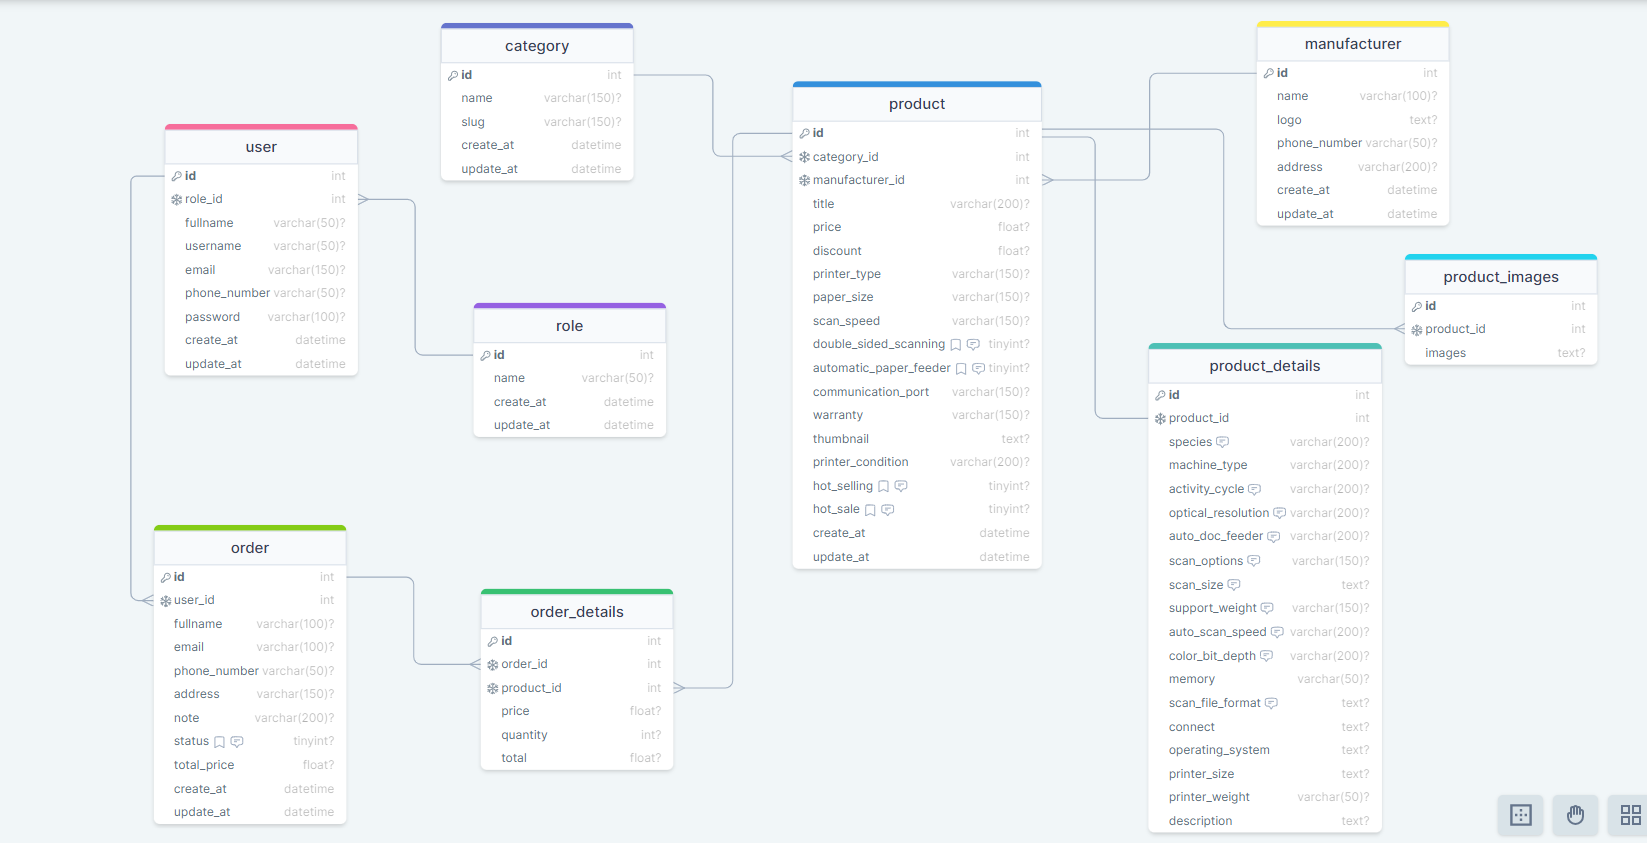 category
id int
name varchar(150)?
slug varchar(150)?
create_at datetime
update_at datetime
manufacturer
id int
name varchar(100)?
logo text?
phone_number varchar(50)?
address varchar(200)?
create_at datetime
update_at datetime
product
id int
category_id int
manufacturer_id int
title varchar(200)?
price float?
discount float?
printer_type varchar(150)?
paper_size varchar(150)?
scan_speed varchar(150)?
double_sided_scanning tinyint?
automatic_paper_feeder tinyint?
communication_port varchar(150)?
warranty varchar(150)?
thumbnail text?
printer_condition varchar(200)?
hot_selling tinyint?
hot_sale tinyint?
create_at datetime
update_at datetime
user
id int
role_id int
fullname varchar(50)?
username varchar(50)?
email varchar(150)?
phone_number varchar(50)?
password varchar(100)?
create_at datetime
update_at datetime
product_images
id int
product_id int
images text?
role
id int
name varchar(50)?
create_at datetime
update_at datetime
product_details
id int
product_id int
species varchar(200)?
machine_type varchar(200)?
activity_cycle varchar(200)?
optical_resolution varchar(200)?
auto_doc_feeder varchar(200)?
scan_options varchar(150)?
scan_size text?
support_weight varchar(150)?
auto_scan_speed varchar(200)?
color_bit_depth varchar(200)?
memory varchar(50)?
scan_file_format text?
connect text?
operating_system text?
printer_size text?
printer_weight varchar(50)?
description text?
order
id int
user_id int
fullname varchar(100)?
email varchar(100)?
phone_number varchar(50)?
address varchar(150)?
note varchar(200)?
status tinyint?
total_price float?
create_at datetime
update_at datetime
order_details
id int
order_id int
product_id int
price float?
quantity int?
total float?